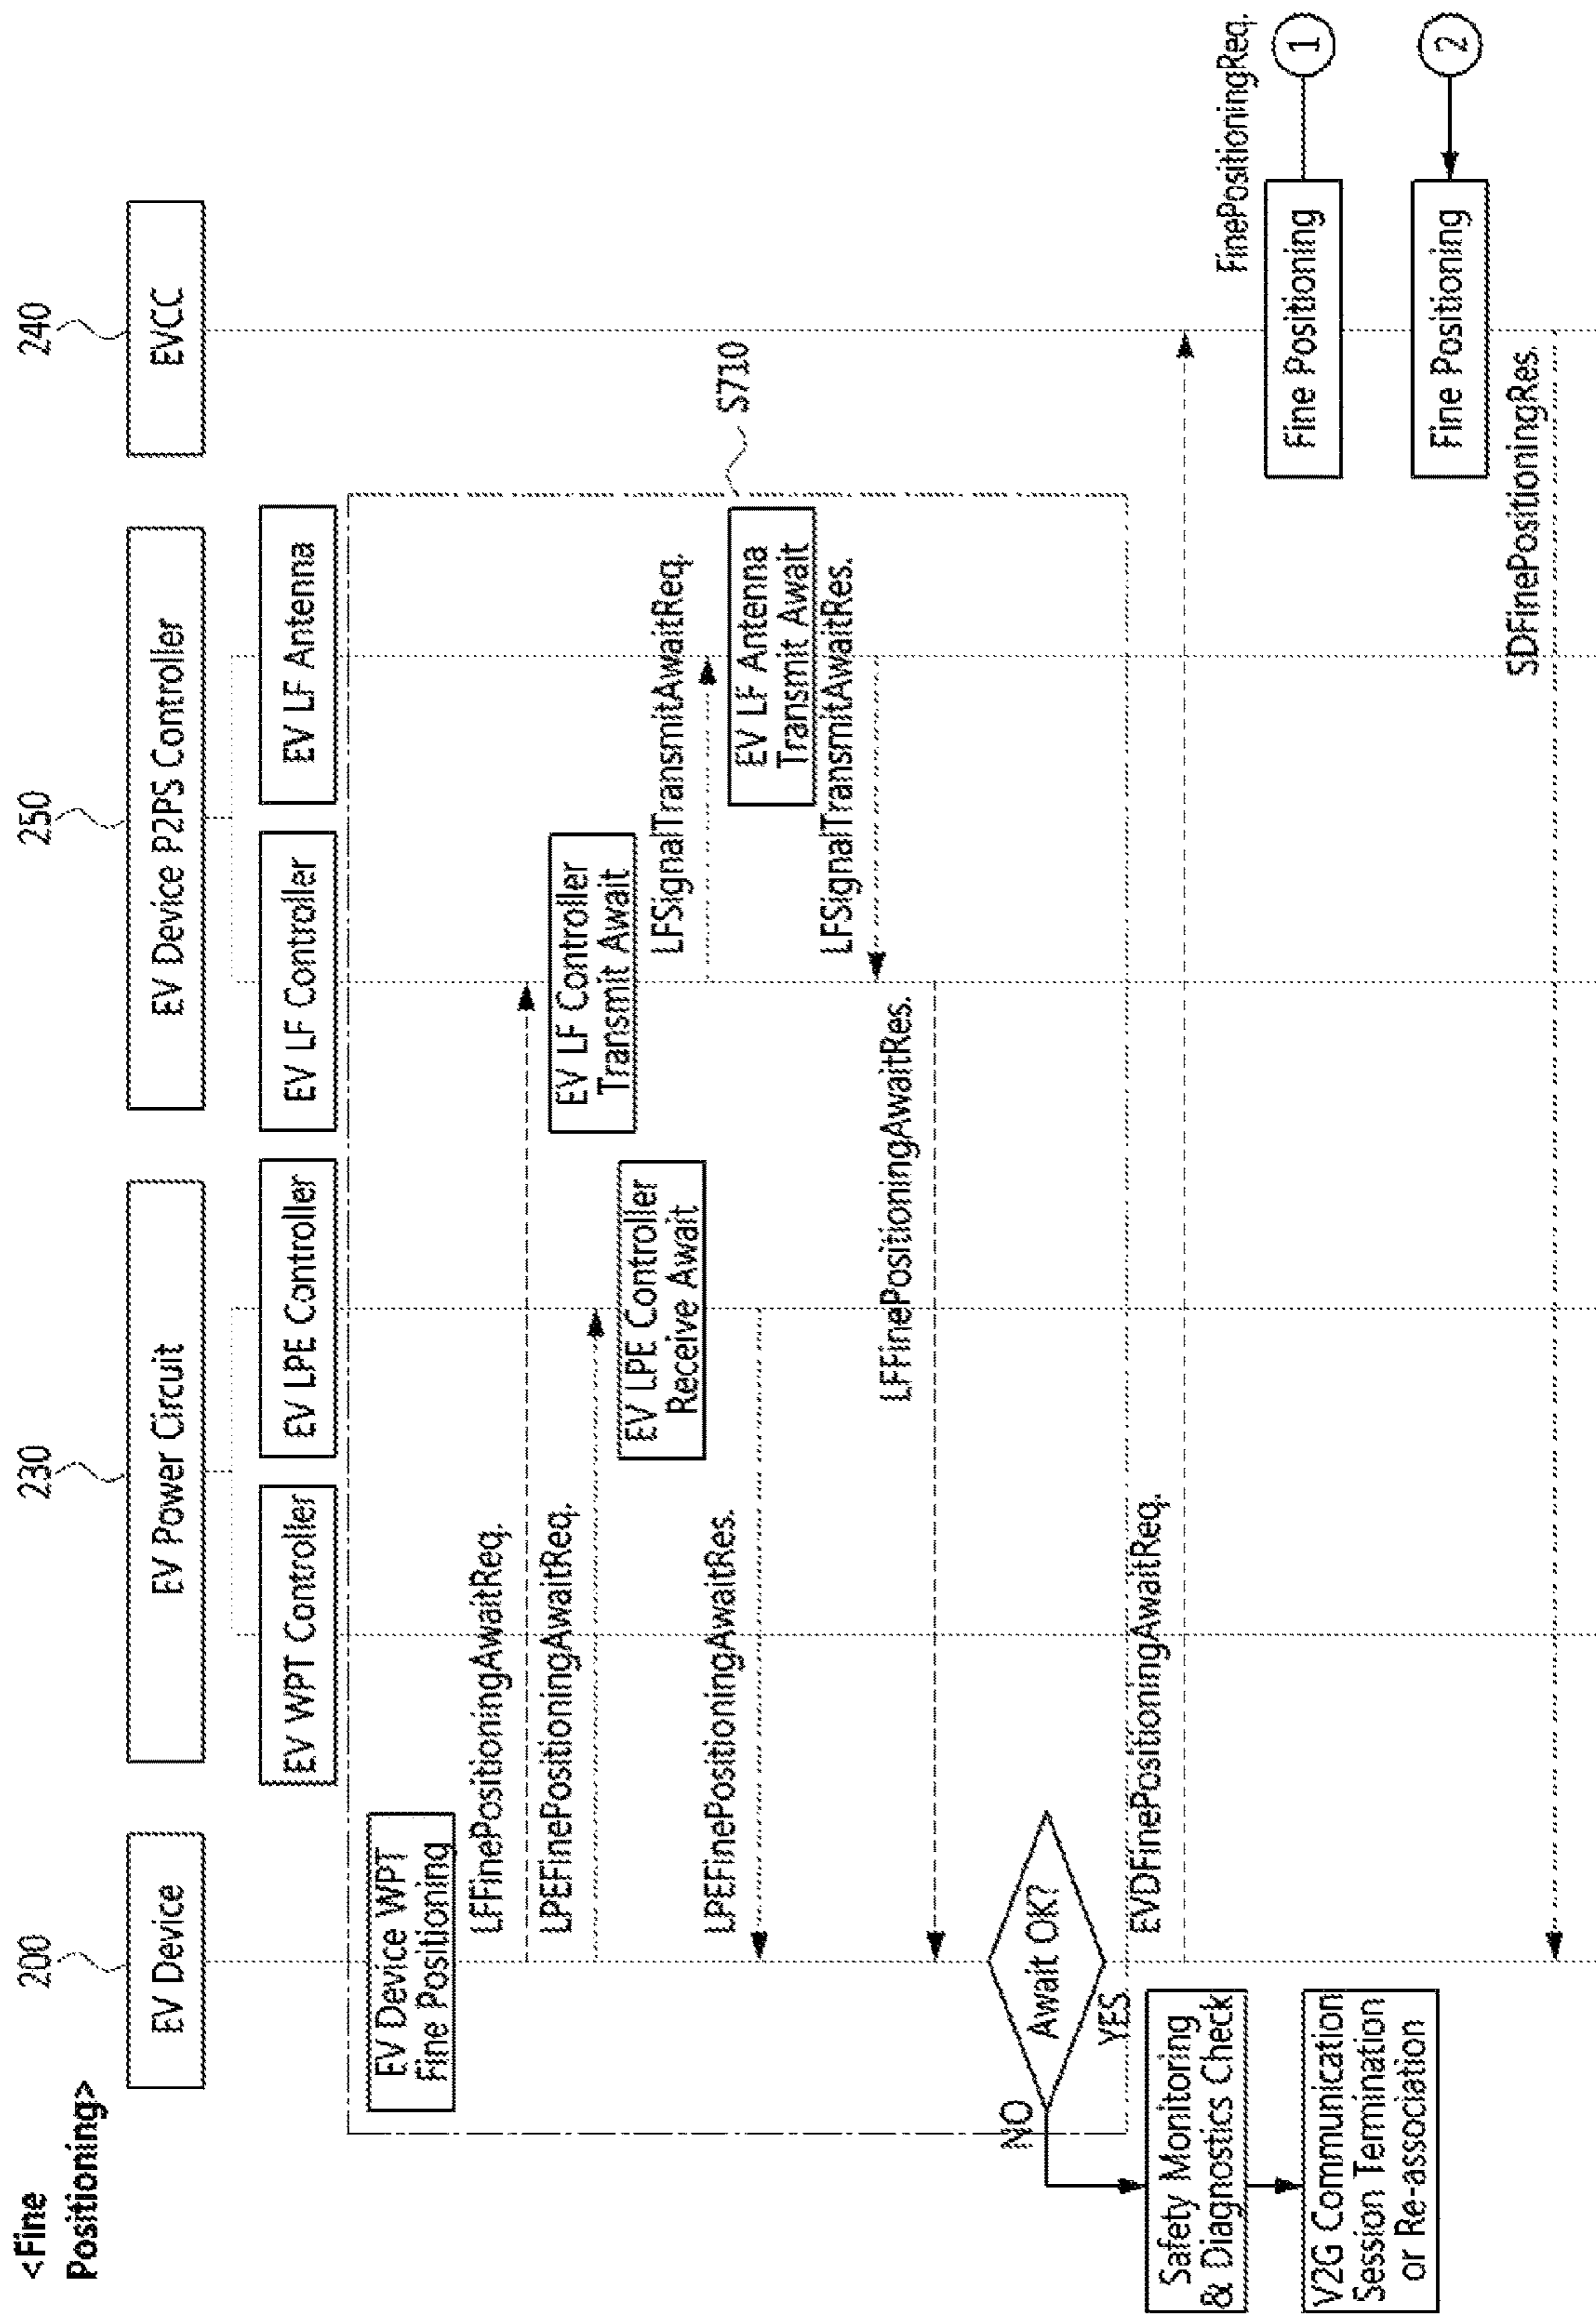 <Fine
Positioning>
200
230
250
240
EV Device
EV Power Circuit
EV Device P2PS Controller
EVCC
EV WPT Controller
EV LPE Controller
EV LF Controller
EV LF Antenna
EV Device WPT
Fine Positioning
LFFinePositioningAwaitReq.
EV LF Controller
Transmit Await
LPEFinePositioningAwaitReq.
EV LPE Controller
Receive Await
LFSignalTransmitAwaitReq.
S710
EV LF Antenna
Transmit Await
LPEFinePositioningAwaitRes.
LFSignalTransmitAwaitRes.
LFFinePositioningAwaitRes.
Await OK?
NO
YES
EVDFinePositioningAwaitReq.
Safety Monitoring
& Diagnostics Check
FinePositioningReq.
Fine Positioning
1
V2G Communication
Session Termination
or Re-association
Fine Positioning
2
SDFinePositioningRes.